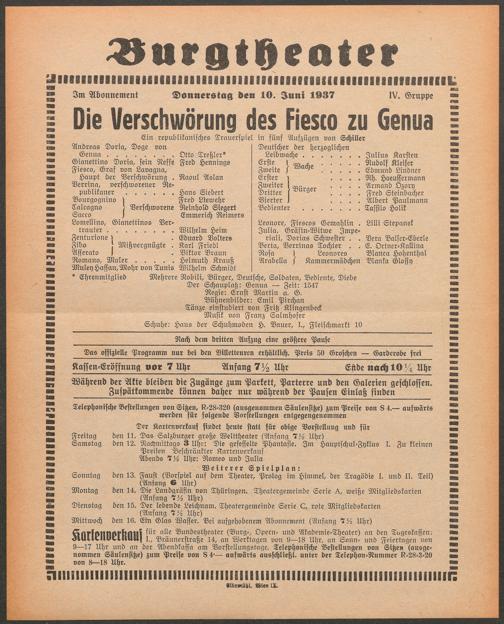 Burgtheater
Im Abonnement Donnerstag den 10. Juni 1937 IV. Gruppe
Die Verschwörung des Fiesco zu Genua
Ein republikanisches Trauerspiel in fünf Aufzügen von Schiller
Andreas Doria, Doge von
Genua . . . . . . . Otto Treßler*
Gianettino Doria, sein Neffe Fred Hennings
Fiesco, Graf von Lavagna,
Haupt der Verschwörung . Raoul Aslan
Verrina, verschworener Re-
publikaner . . . . . . Hans Siebert
Bourgognino Fred Liewehr
Calcagno Verschworene Reinhold Siegert
Sacco Emmerich Reimers
Lomellino, Gianettinos Ver-
trauter . . . . . . . Wilhelm Heim
Zenturione Eduard Volters
Zibo Mißvergnügte Karl Friedl
Asserato Viktor Braun
Romano, Maler . . . . . Helmuth Krauß
Muley Hassan, Mohr von Tunis Wilhelm Schmidt
Deutscher der herzoglichen
Leibwache . . . . . . Julius Karsten
Erste Wache Rudolf Kleifer
Zweite Edmund Lindner
Erster Ph. Haeusermann
Zweiter Bürger Armand Ozory
Dritter Fred Steinbacher
Vierter Albert Paulmann
Bedienter . . . . . . Tassilo Holik
Leonore, Fiescos Gemahlin . Lilli Stepanek
Julia, Gräfin-Witwe Impe-
riali, Dorias Schwester . . Vera Balser-Eberle
Berta, Verrinas Tochter . . E. Ortner-Kallina
Rosa Leonores Blanka Hohenthal
Arabella Kammermädchen Manka Glossy
* Ehrenmitglied Mehrere Nobili, Bürger, Deutsche, Soldaten, Bediente, Diebe
Der Schauplatz: Genua — Zeit: 1547
Regie: Ernst Martin a. G.
Bühnenbilder: Emil Pirchan
Tänze einstudiert von Fritz Klingenbeck
Musik von Franz Salmhofer
Schuhe: Haus der Schuhmoden H. Bauer, I., Fleischmarkt 10
Nach dem dritten Aufzug eine größere Pause
Das offizielle Programm nur bei den Billetteuren erhältlich. Preis 50 Groschen — Garderobe frei
Kassen-Eröffnung vor 7 Uhr Anfang 7½ Uhr Ende nach 10¼ Uhr
Während der Akte bleiben die Zugänge zum Parkett, Parterre und den Galerien geschlossen.
Zuspätkommende können daher nur während der Pausen Einlaß finden
Telephonische Bestellungen von Sitzen, R-28-320 (ausgenommen Säulensitze) zum Preise von S 4.— aufwärts
werden für folgende Vorstellungen entgegengenommen
Der Kartenverkauf findet heute statt für obige Vorstellung und für
Freitag den 11. Das Salzburger große Welttheater (Anfang 7½ Uhr)
Samstag den 12. Nachmittags 3 Uhr: Die gefesselte Phantasie. Im Hauptschul-Zyklus I. Zu kleinen
Preisen Beschränkter Kartenverkauf
Abends 7½ Uhr: Romeo und Julia
Weiterer Spielplan:
Sonntag den 13. Faust (Vorspiel auf dem Theater, Prolog im Himmel, der Tragödie I. und II. Teil)
(Anfang 6 Uhr)
Montag den 14. Die Landgräfin von Thüringen. Theatergemeinde Serie A, weiße Mitgliedskarten
(Anfang 7½ Uhr)
Dienstag den 15. Der lebende Leichnam. Theatergemeinde Serie C, rote Mitgliedskarten
(Anfang 7½ Uhr)
Mittwoch den 16. Ein Glas Wasser. Bei aufgehobenem Abonnement (Anfang 7½ Uhr)
Kartenverkauf für alle Bundestheater (Burg-, Opern- und Akademie-Theater) an den Tageskassen:
I., Bräunerstraße 14, an Werktagen von 9—18 Uhr, an Sonn- und Feiertagen von
9—17 Uhr und an der Abendkassa am Vorstellungstage. Telephonische Bestellungen von Sitzen (ausge-
nommen Säulensitze) zum Preise von S 4— aufwärts ausschließl. unter der Telephon-Nummer R-28-3-20
von 8—18 Uhr.
Elbemühl, Wien IX.